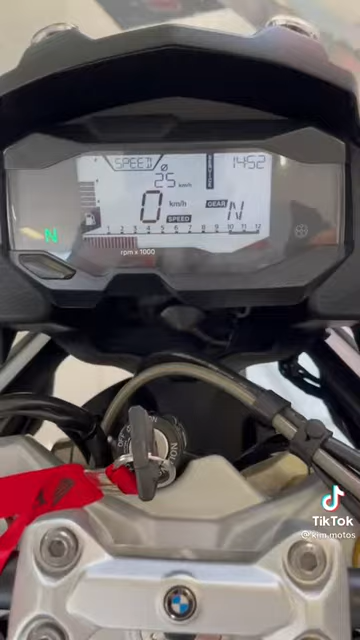 SPEED Ø
25 km/h
SERVICE
1452
0 km/h
SPEED
GEAR N
N
1 2 3 4 5 6 7 8 9 10 11 12
rpm x 1000
OFF
TikTok
@kim.motos